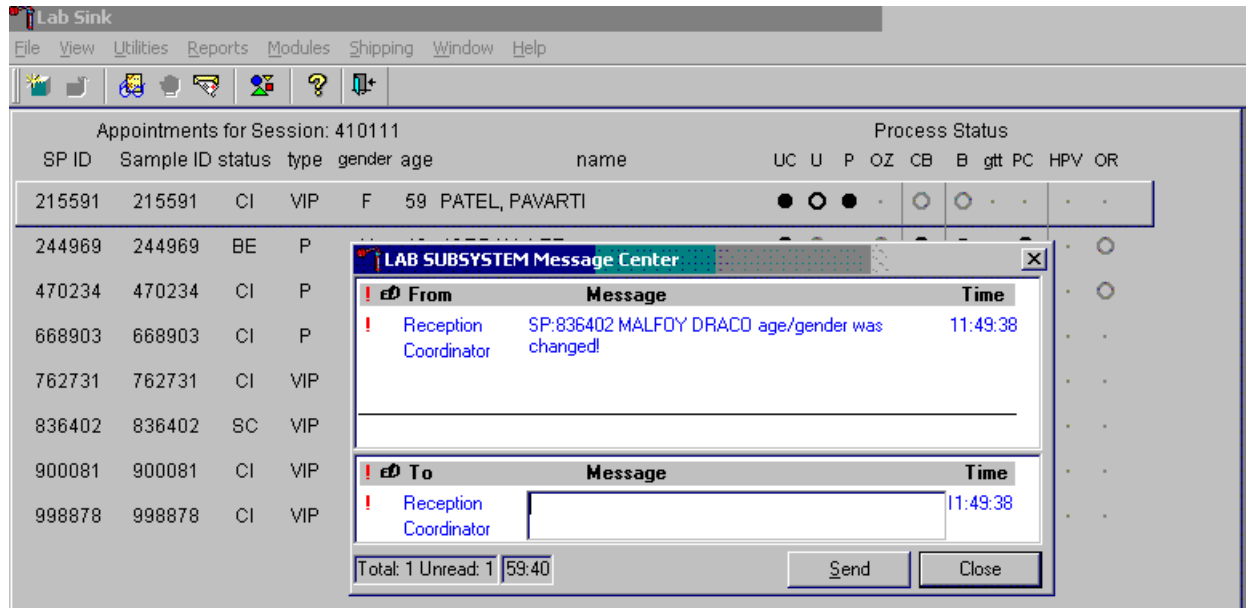 Lab Sink
File View Utilities Reports Modules Shipping Window Help
Appointments for Session: 410111 Process Status
SP ID Sample ID status type gender age name UC U P OZ CB B gtt PC HPV OR
215591 215591 CI VIP F 59 PATEL, PAVARTI
244969 244969 BE P
LAB SUBSYSTEM Message Center
470234 470234 CI P
! From Message Time
! Reception SP:836402 MALFOY DRACO age/gender was 11:49:38
668903 668903 CI P
Coordinator changed!
762731 762731 CI VIP
836402 836402 SC VIP
900081 900081 CI VIP
! To Message Time
! Reception 11:49:38
998878 998878 CI VIP
Coordinator
Total: 1 Unread: 1 59:40 Send Close